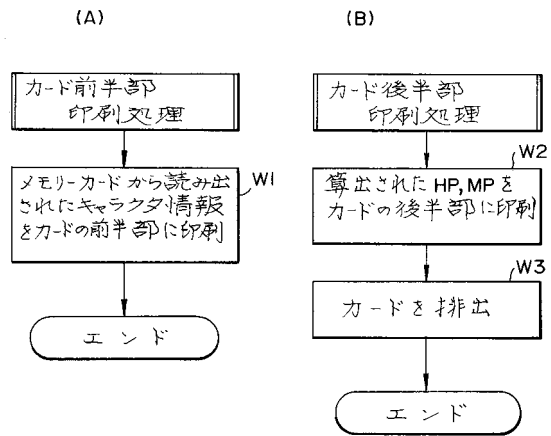 (A)
カード前半部
印刷処理
メモリーカードから読み出
されたキャラクタ情報
をカードの前半部に印刷
W1
エンド
(B)
カード後半部
印刷処理
W2
算出されたHP,MPを
カードの後半部に印刷
W3
カードを排出
エンド